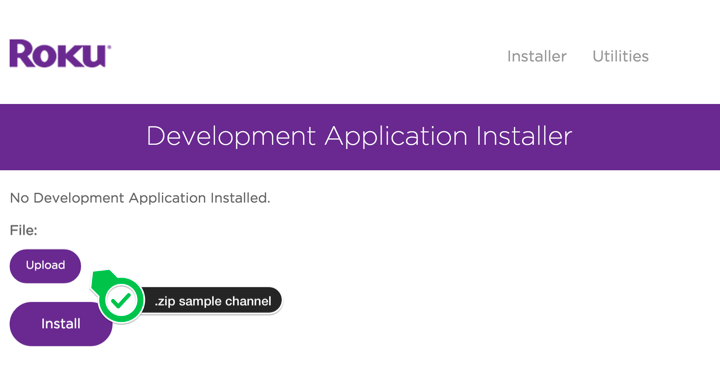 ROKU
Installer Utilities
Development Application Installer
No Development Application Installed.
File:
Upload
.zip sample channel
Install